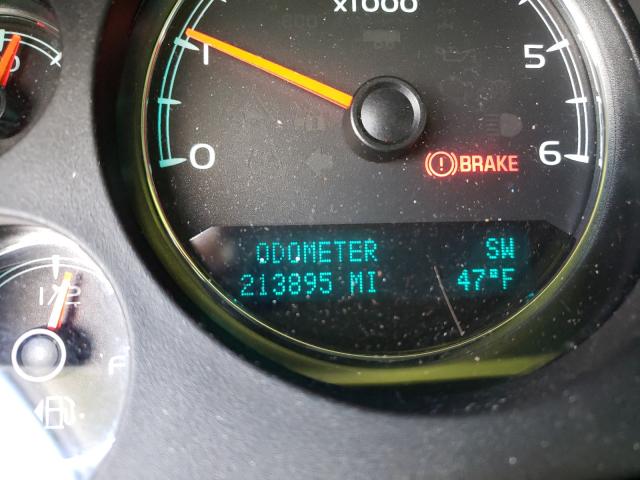 x1000
1
5
0
6
BRAKE
ODOMETER SW
213895 MI 47°F
1/2
F